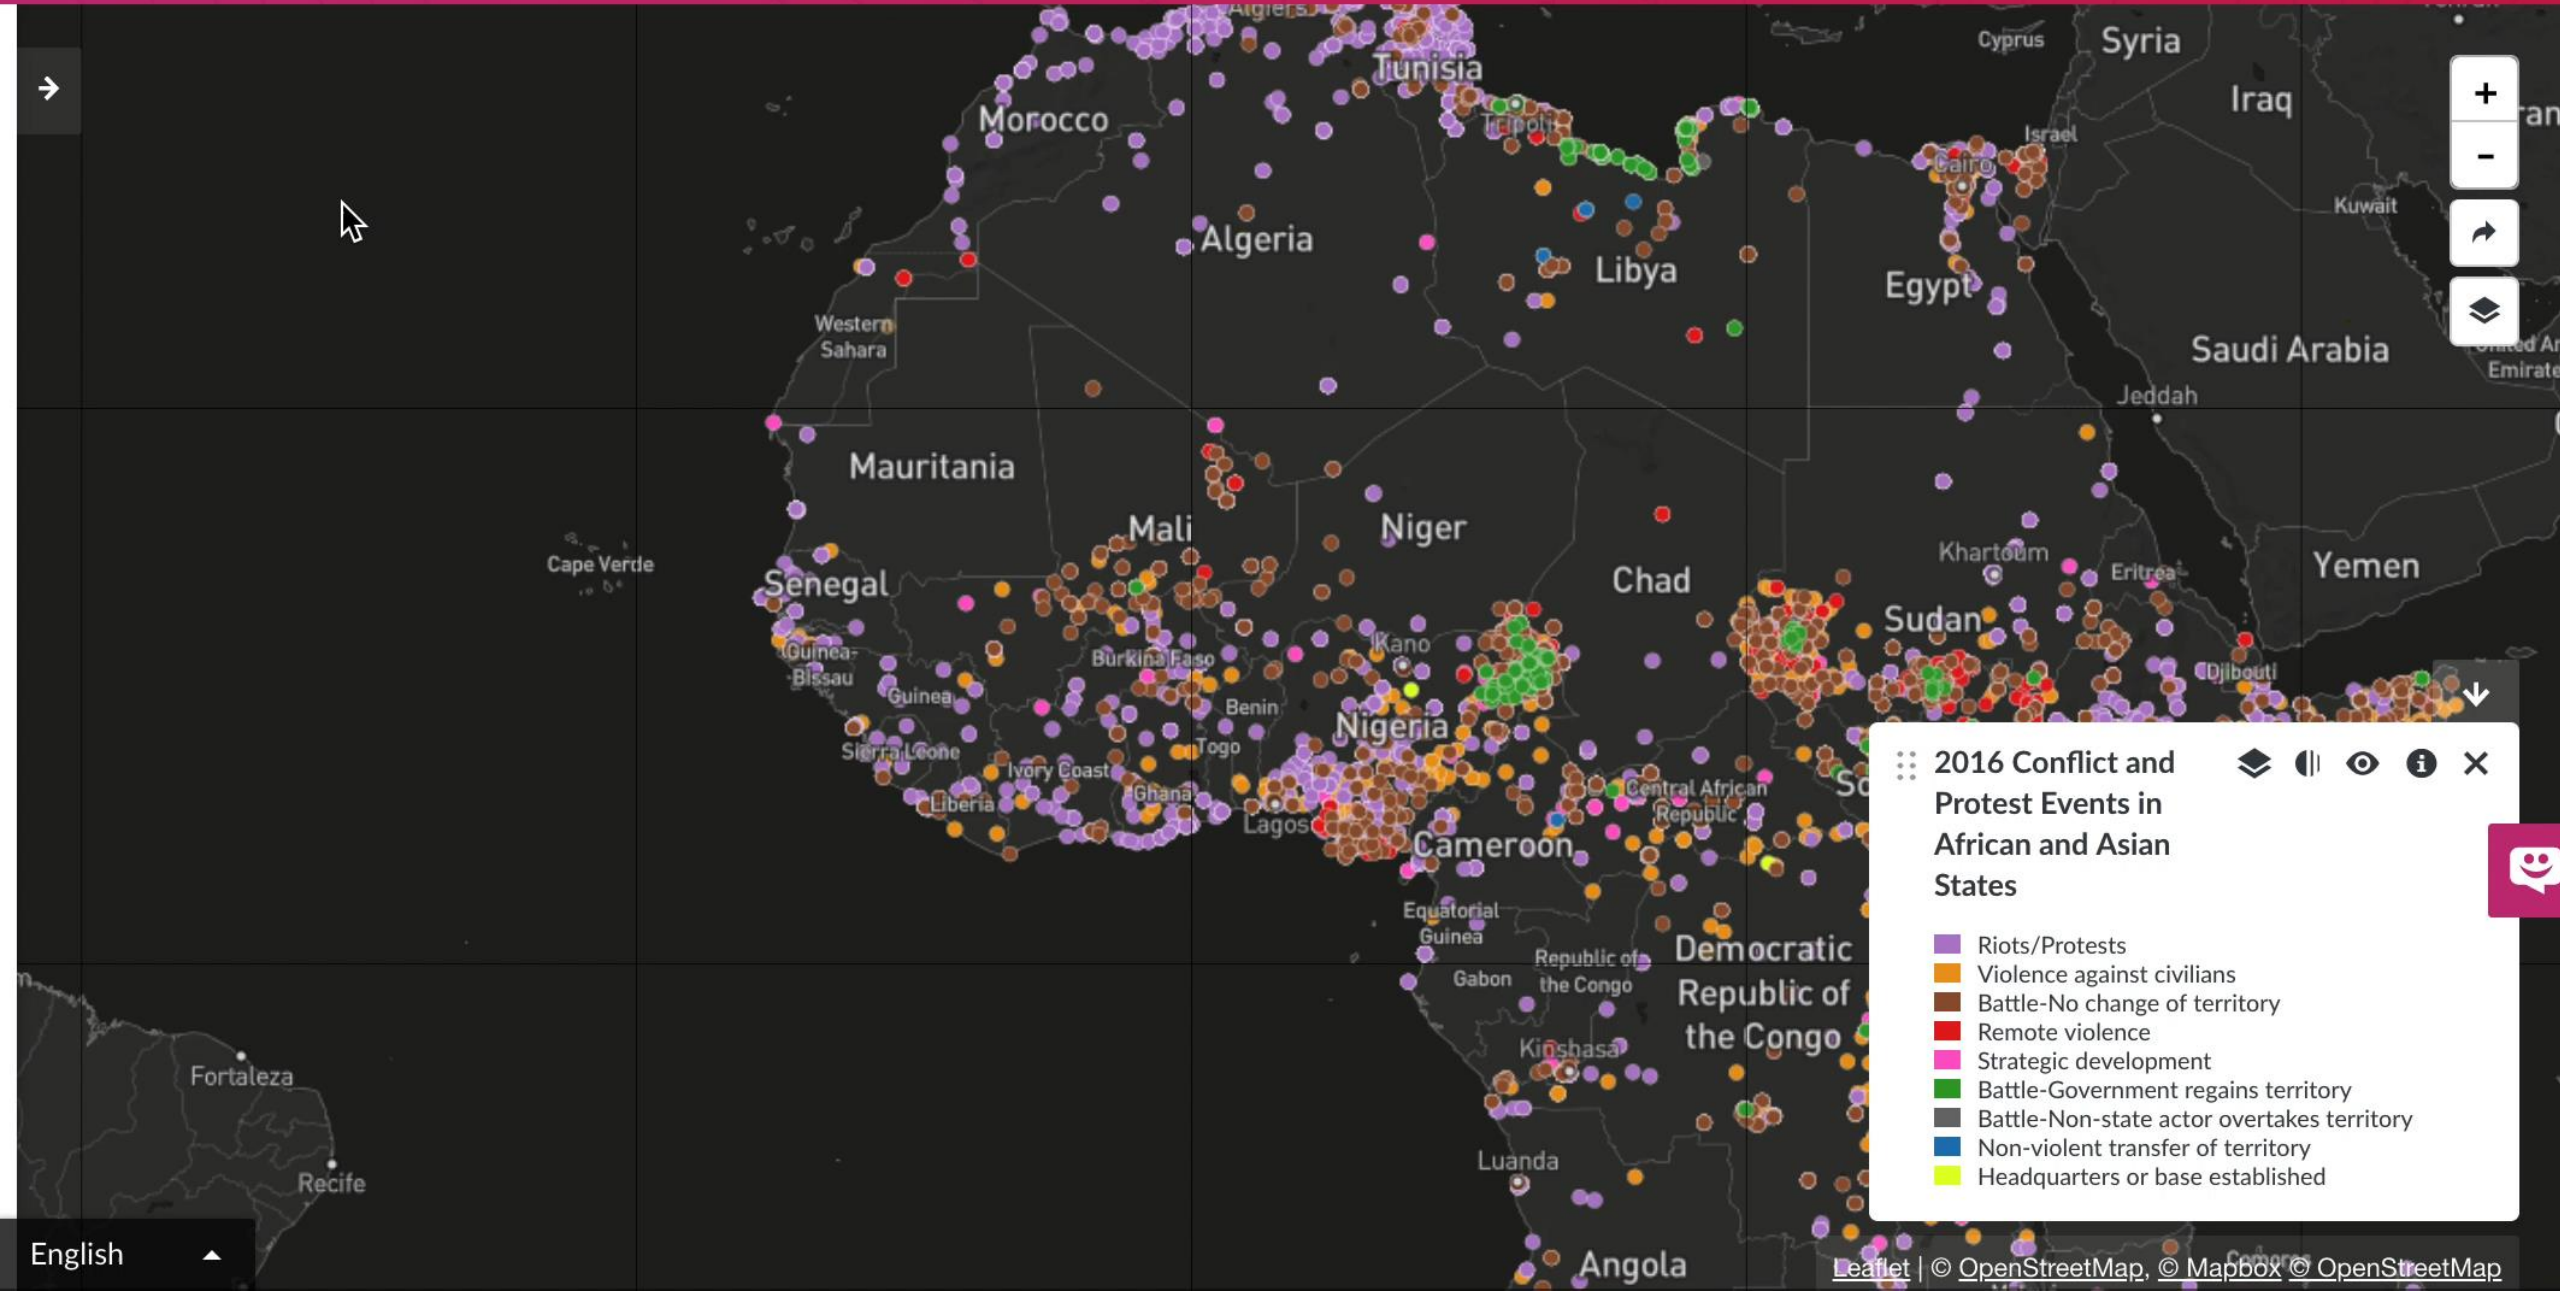 Algiers
Tunisia
Cyprus
Syria
Iraq
Morocco
Tripoli
Israel
Cairo
Kuwait
Algeria
Libya
Egypt
Western
Sahara
Saudi Arabia
Emirate
Jeddah
Mauritania
Mali
Niger
Cape Verde
Khartoum
Senegal
Chad
Eritrea
Yemen
Sudan
Kano
Guinea-
Bissau
Burkina Faso
Djibouti
Guinea
Benin
Nigeria
Sierra Leone
Togo
Ivory Coast
Ghana
Liberia
Lagos
Central African
Republic
Cameroon
Equatorial
Guinea
Gabon
Republic of
the Congo
Democratic
Republic of
the Congo
Kinshasa
Fortaleza
Recife
Luanda
Angola
2016 Conflict and
Protest Events in
African and Asian
States
Riots/Protests
Violence against civilians
Battle-No change of territory
Remote violence
Strategic development
Battle-Government regains territory
Battle-Non-state actor overtakes territory
Non-violent transfer of territory
Headquarters or base established
English
Comoros
Leaflet | © OpenStreetMap, © Mapbox © OpenStreetMap